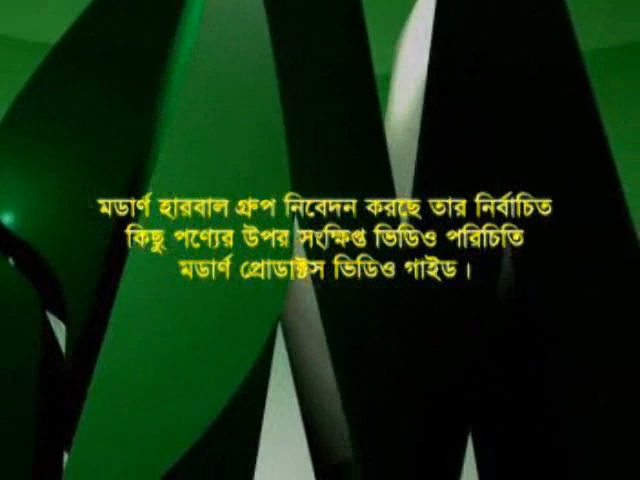 মডার্ণ হারবাল গ্রুপ নিবেদন করছে তার নির্বাচিত
কিছু পণ্যের উপর সংক্ষিপ্ত ভিডিও পরিচিতি
মডার্ণ প্রোডাক্টস ভিডিও গাইড।